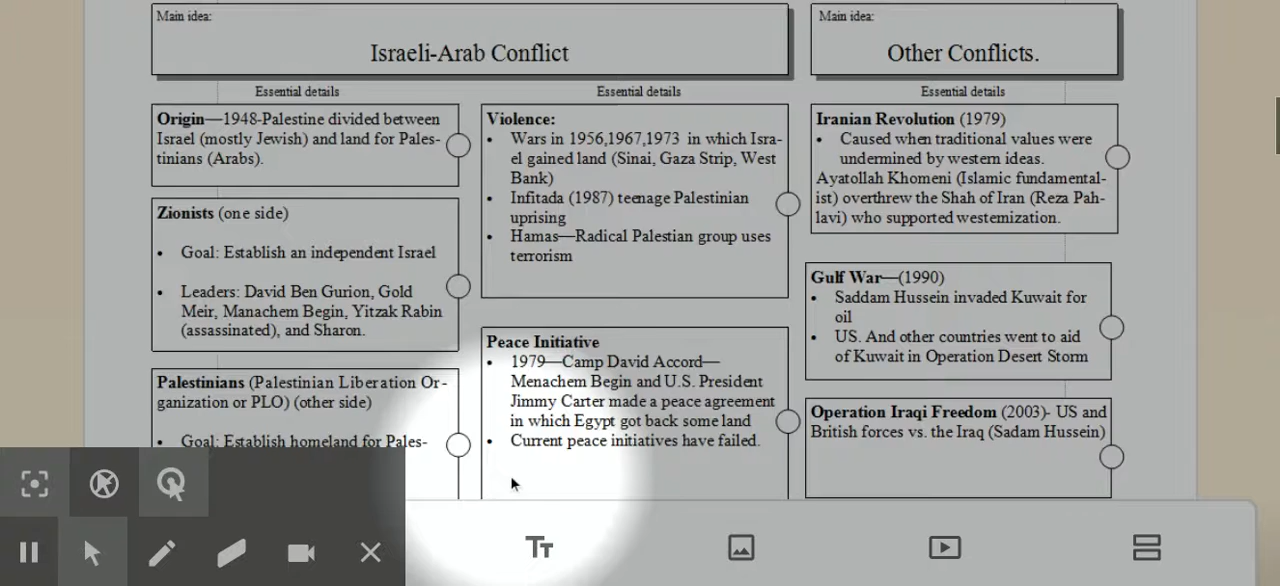 Main idea:
Israeli-Arab Conflict
Main idea:
Other Conflicts.
Essential details
Essential details
Essential details
Origin—1948-Palestine divided between
Israel (mostly Jewish) and land for Pales-
tinians (Arabs).
Zionists (one side)
• Goal: Establish an independent Israel
• Leaders: David Ben Gurion, Gold
Meir, Manachem Begin, Yitzak Rabin
(assassinated), and Sharon.
Palestinians (Palestinian Liberation Or-
ganization or PLO) (other side)
• Goal: Establish homeland for Pales-
Violence:
• Wars in 1956,1967,1973 in which Isra-
el gained land (Sinai, Gaza Strip, West
Bank)
• Infitada (1987) teenage Palestinian
uprising
• Hamas—Radical Palestian group uses
terrorism
Peace Initiative
• 1979—Camp David Accord—
Menachem Begin and U.S. President
Jimmy Carter made a peace agreement
in which Egypt got back some land
• Current peace initiatives have failed.
Iranian Revolution (1979)
• Caused when traditional values were
undermined by western ideas.
Ayatollah Khomeni (Islamic fundamental-
ist) overthrew the Shah of Iran (Reza Pah-
lavi) who supported westernization.
Gulf War—(1990)
• Saddam Hussein invaded Kuwait for
oil
• US. And other countries went to aid
of Kuwait in Operation Desert Storm
Operation Iraqi Freedom (2003)- US and
British forces vs. the Iraq (Sadam Hussein)
Tт